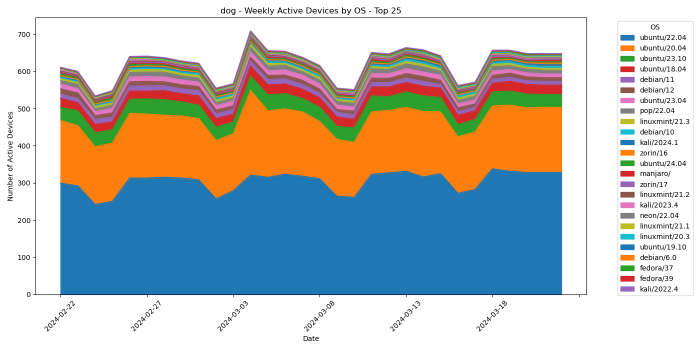 dog - Weekly Active Devices by OS - Top 25
Number of Active Devices
700
600
500
400
300
200
100
0
2024-02-22
2024-02-27
2024-03-03
2024-03-08
2024-03-13
2024-03-18
Date
OS
ubuntu/22.04
ubuntu/20.04
ubuntu/23.10
ubuntu/18.04
debian/11
debian/12
ubuntu/23.04
pop/22.04
linuxmint/21.3
debian/10
kali/2024.1
zorin/16
ubuntu/24.04
manjaro/
zorin/17
linuxmint/21.2
kali/2023.4
neon/22.04
linuxmint/21.1
linuxmint/20.3
ubuntu/19.10
debian/6.0
fedora/37
fedora/39
kali/2022.4